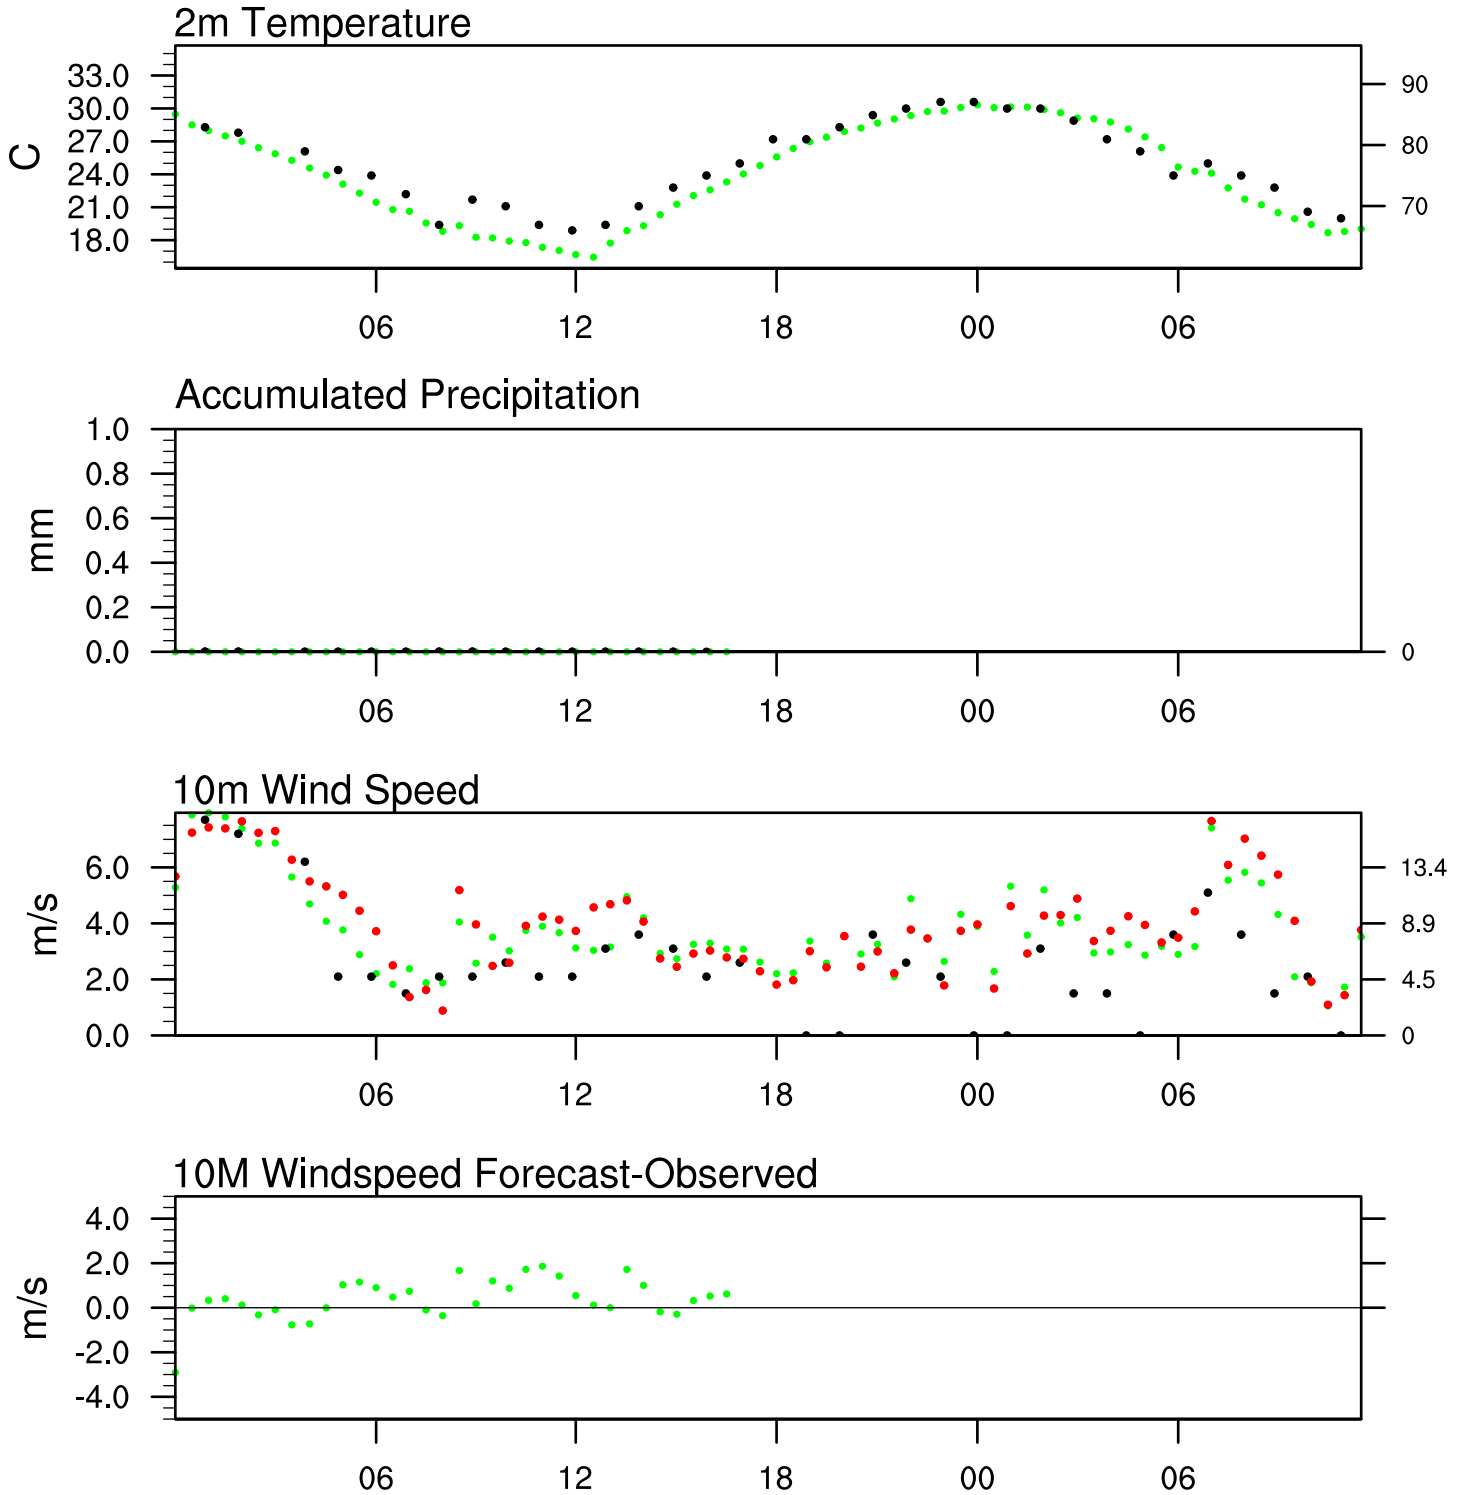 2m Temperature
33.0
30.0
27.0
24.0
21.0
18.0
C
90
80
70
06 12 18 00 06
Accumulated Precipitation
1.0
0.8
0.6
0.4
0.2
0.0
mm
0
06 12 18 00 06
10m Wind Speed
6.0
4.0
2.0
0.0
m/s
13.4
8.9
4.5
0
06 12 18 00 06
10M Windspeed Forecast-Observed
4.0
2.0
0.0
-2.0
-4.0
m/s
06 12 18 00 06